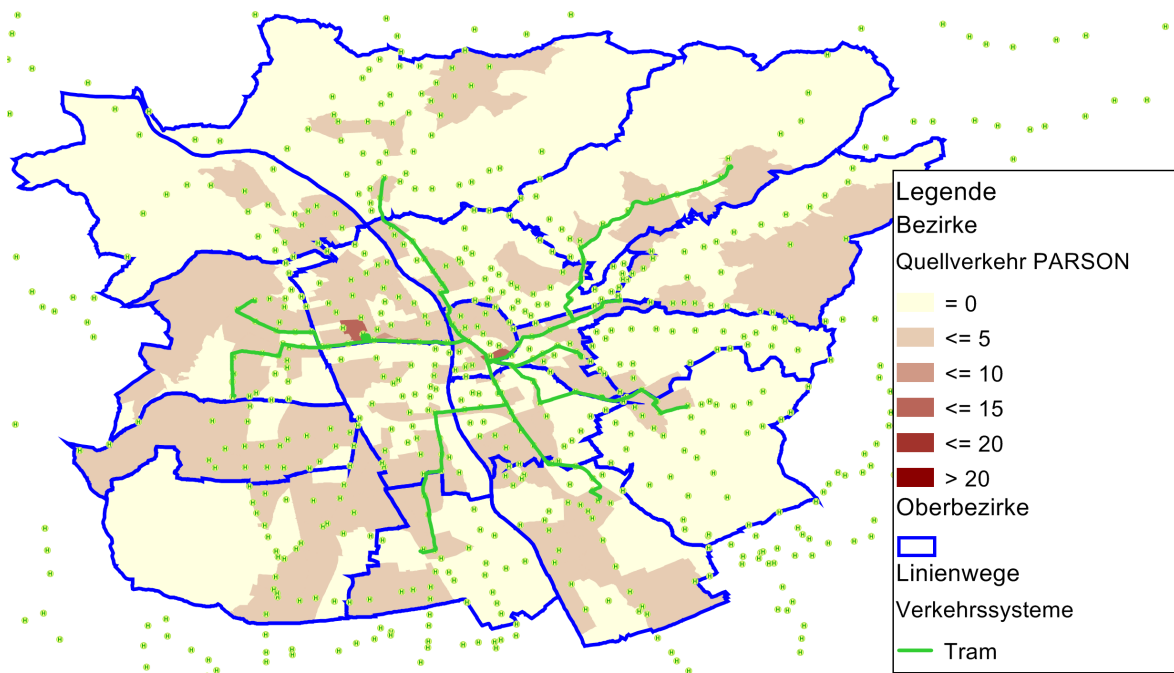 Legende
Bezirke
Quellverkehr PARSON
= 0
<= 5
<= 10
<= 15
<= 20
> 20
Oberbezirke
Linienwege
Verkehrssysteme
Tram